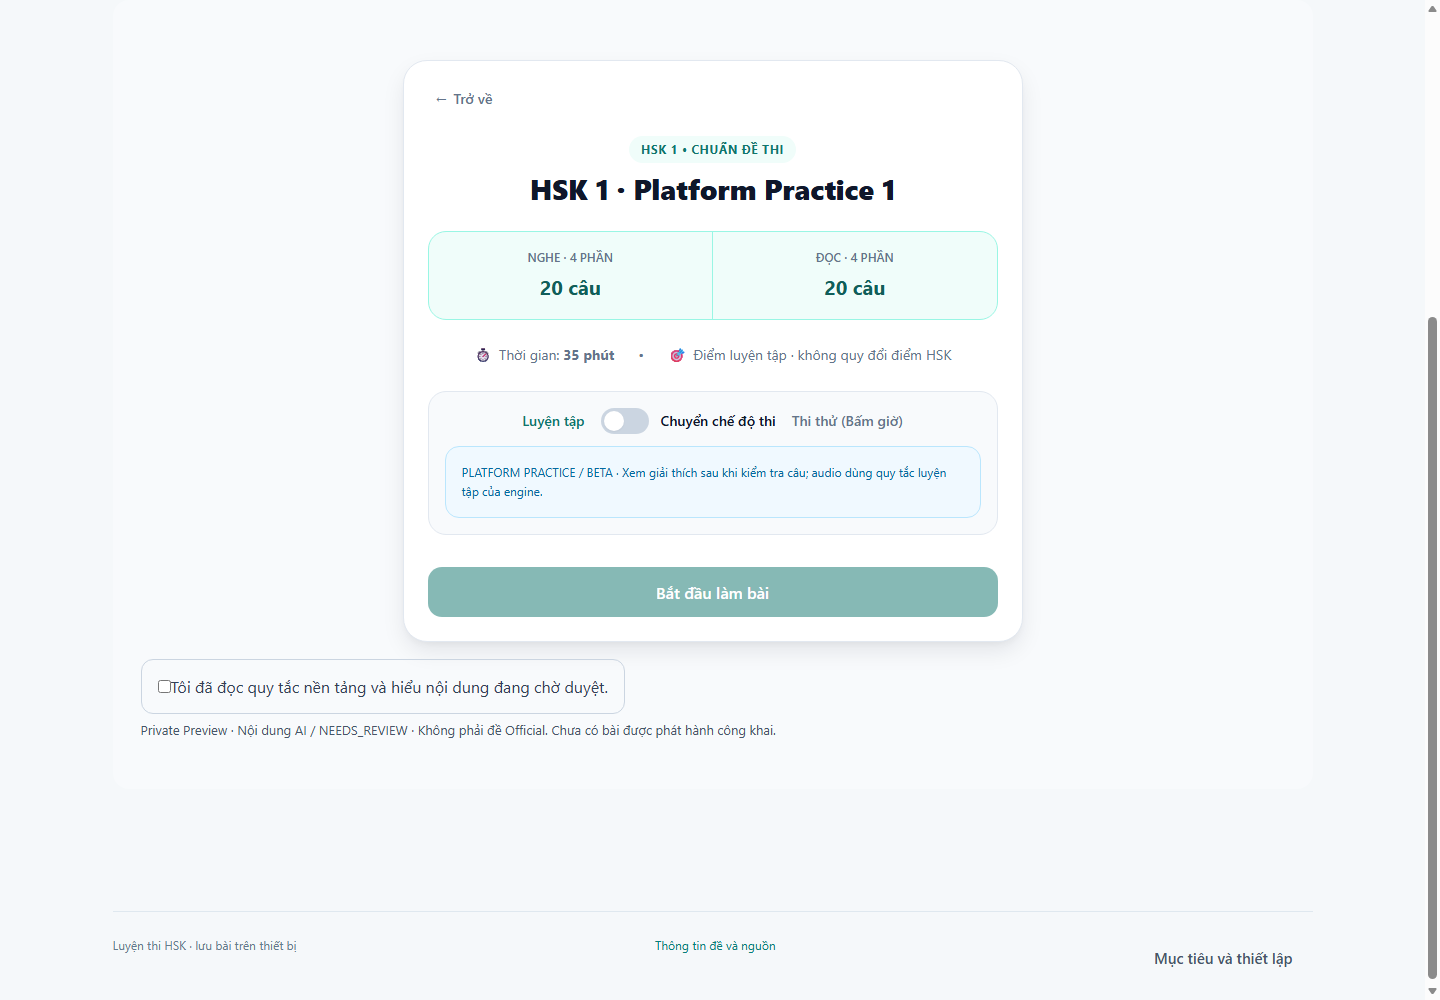 ← Trở về
HSK 1 • CHUẨN ĐỀ THI
HSK 1 · Platform Practice 1
NGHE · 4 PHẦN
20 câu
ĐỌC · 4 PHẦN
20 câu
Thời gian: 35 phút • Điểm luyện tập · không quy đổi điểm HSK
Luyện tập Chuyển chế độ thi Thi thử (Bấm giờ)
PLATFORM PRACTICE / BETA · Xem giải thích sau khi kiểm tra câu; audio dùng quy tắc luyện
tập của engine.
Bắt đầu làm bài
Tôi đã đọc quy tắc nền tảng và hiểu nội dung đang chờ duyệt.
Private Preview · Nội dung AI / NEEDS_REVIEW · Không phải đề Official. Chưa có bài được phát hành công khai.
Luyện thi HSK · lưu bài trên thiết bị
Thông tin đề và nguồn
Mục tiêu và thiết lập